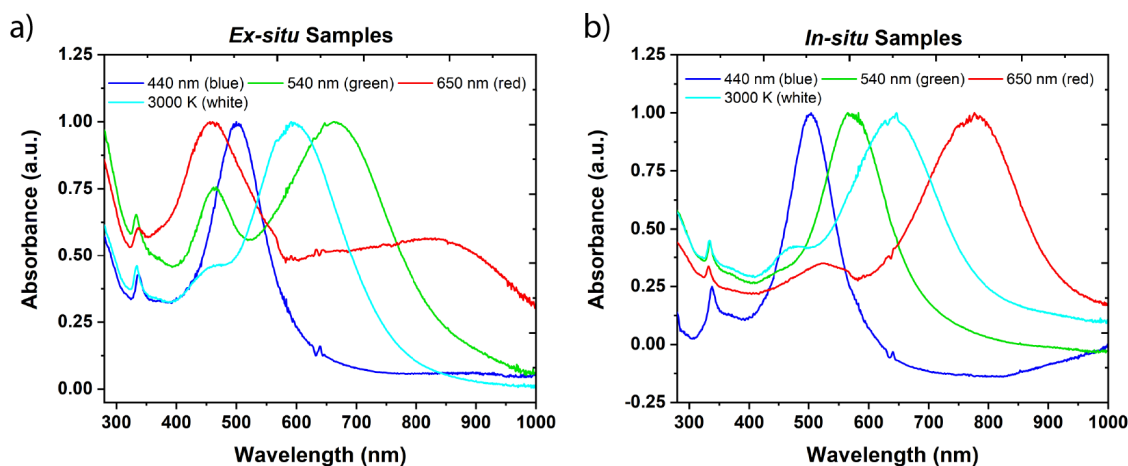 a)
Ex-situ Samples
1.25
1.00
0.75
0.50
0.25
0.00
Absorbance (a.u.)
440 nm (blue) 540 nm (green) 650 nm (red)
3000 K (white)
300 400 500 600 700 800 900 1000
Wavelength (nm)
b)
In-situ Samples
1.25
1.00
0.75
0.50
0.25
0.00
-0.25
Absorbance (a.u.)
440 nm (blue) 540 nm (green) 650 nm (red)
3000 K (white)
300 400 500 600 700 800 900 1000
Wavelength (nm)